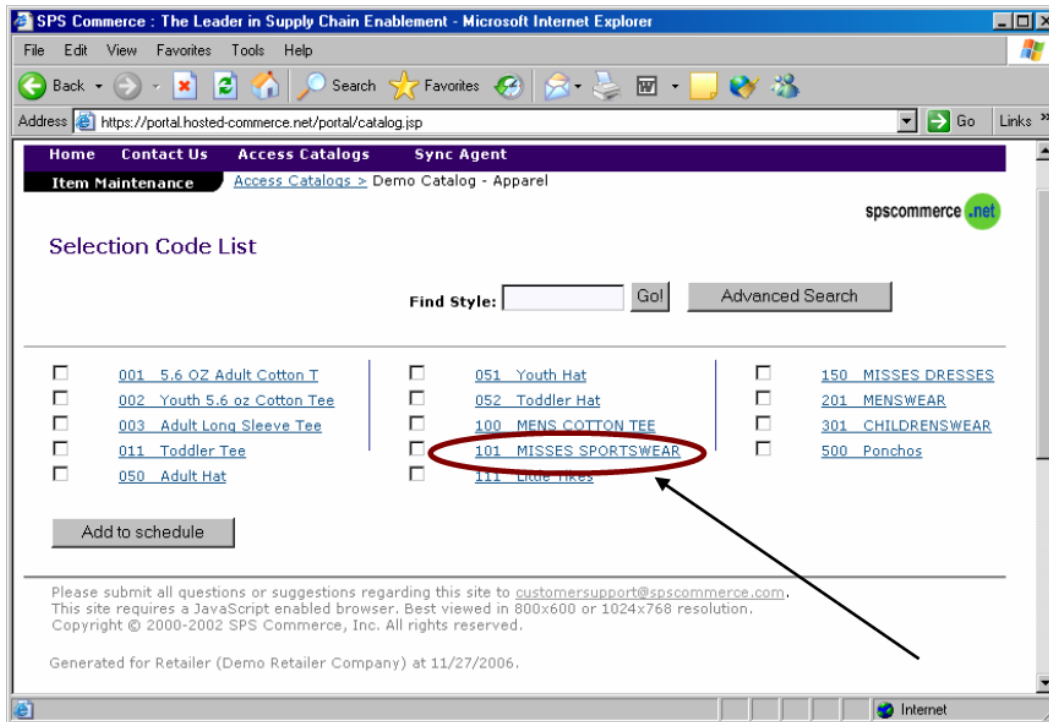 SPS Commerce : The Leader in Supply Chain Enablement - Microsoft Internet Explorer
File Edit View Favorites Tools Help
Back Search Favorites
Address https://portal.hosted-commerce.net/portal/catalog.jsp Go Links »
Home Contact Us Access Catalogs Sync Agent
Item Maintenance Access Catalogs > Demo Catalog - Apparel
spscommerce .net
Selection Code List
Find Style: Go! Advanced Search
001 5.6 OZ Adult Cotton T 051 Youth Hat 150 MISSES DRESSES
002 Youth 5.6 oz Cotton Tee 052 Toddler Hat 201 MENSWEAR
003 Adult Long Sleeve Tee 100 MENS COTTON TEE 301 CHILDRENSWEAR
011 Toddler Tee 101 MISSES SPORTSWEAR 500 Ponchos
050 Adult Hat 111 Little Tikes
Add to schedule
Please submit all questions or suggestions regarding this site to customersupport@spscommerce.com.
This site requires a JavaScript enabled browser. Best viewed in 800x600 or 1024x768 resolution.
Copyright © 2000-2002 SPS Commerce, Inc. All rights reserved.
Generated for Retailer (Demo Retailer Company) at 11/27/2006.
Internet